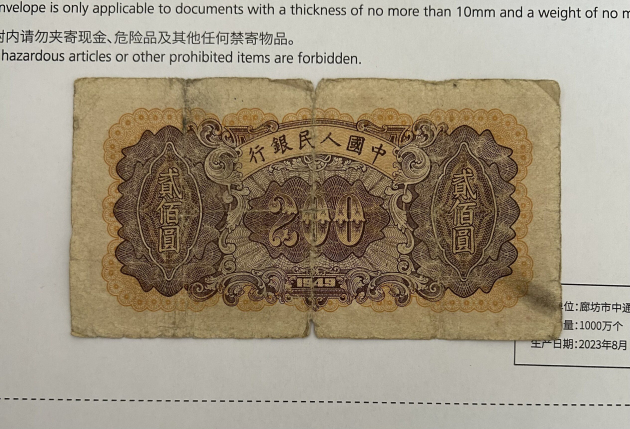 nvelope is only applicable to documents with a thickness of no more than 10mm and a weight of no m
内请勿夹寄现金、危险品及其他任何禁寄物品。
hazardous articles or other prohibited items are forbidden.
行銀民人國中
貳佰圓
200
貳佰圓
1949
位:廊坊市中通
量:1000万个
生产日期:2023年8月